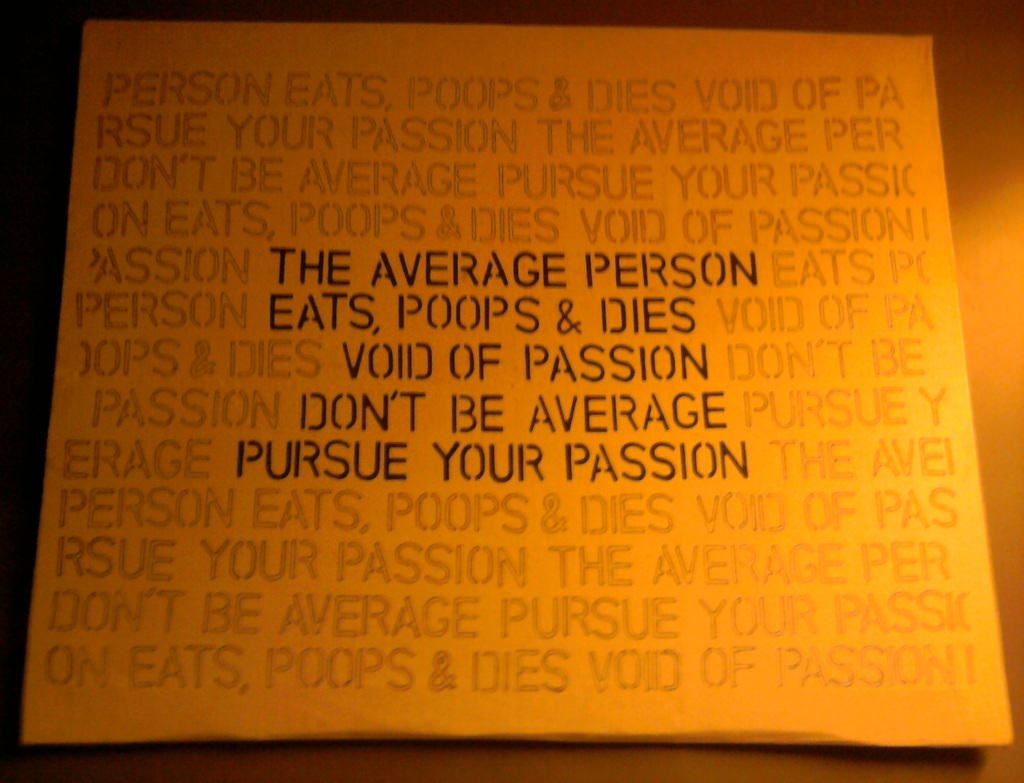 PERSON EATS, POOPS & DIES VOID OF PA
RSUE YOUR PASSION THE AVERAGE PER
DON'T BE AVERAGE PURSUE YOUR PASSI
ON EATS, POOPS & DIES VOID OF PASSION
ASSION THE AVERAGE PERSON EATS P
PERSON EATS, POOPS & DIES VOID OF PA
OPS & DIES VOID OF PASSION DON'T BE
PASSION DON'T BE AVERAGE PURSUE Y
ERAGE PURSUE YOUR PASSION THE AVE
PERSON EATS, POOPS & DIES VOID OF PAS
RSUE YOUR PASSION THE AVERAGE PER
DON'T BE AVERAGE PURSUE YOUR PASSI
ON EATS, POOPS & DIES VOID OF PASSION